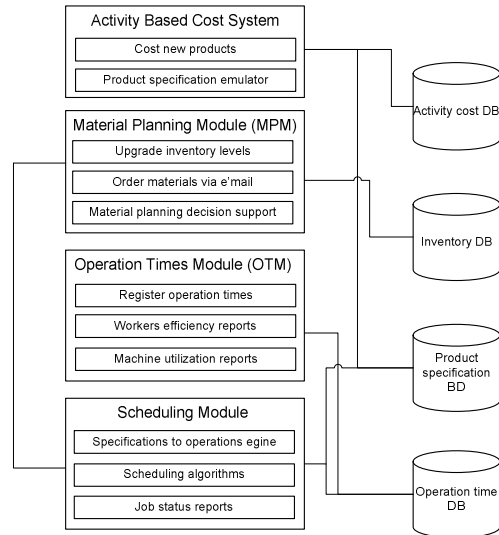 Activity Based Cost System
Cost new products
Product specification emulator
Material Planning Module (MPM)
Upgrade inventory levels
Order materials via e'mail
Material planning decision support
Operation Times Module (OTM)
Register operation times
Workers efficiency reports
Machine utilization reports
Scheduling Module
Specifications to operations egine
Scheduling algorithms
Job status reports
Activity cost DB
Inventory DB
Product
specification
BD
Operation time
DB